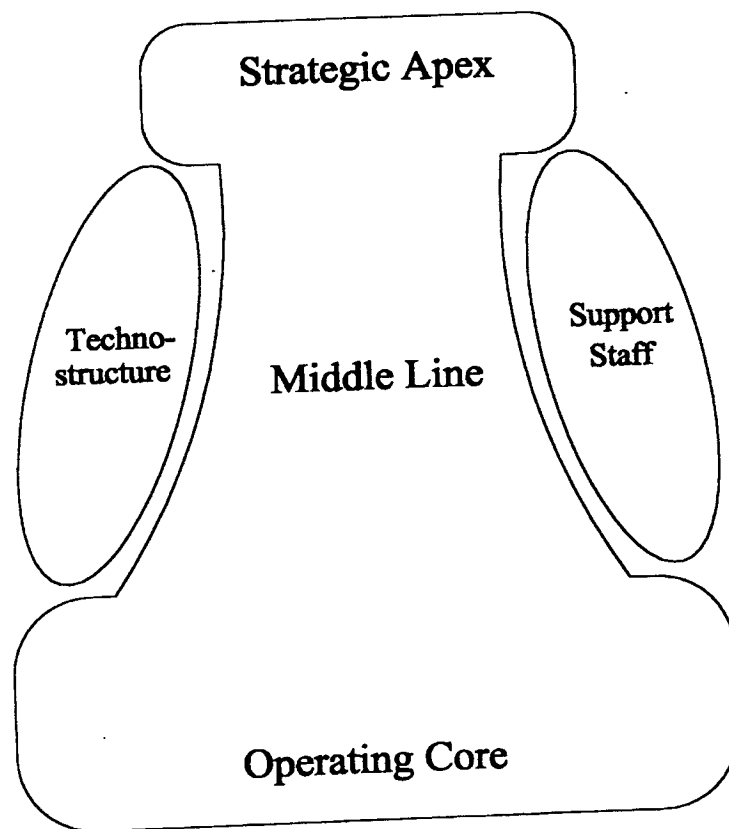 Strategic Apex
Techno-
structure
Middle Line
Support
Staff
Operating Core